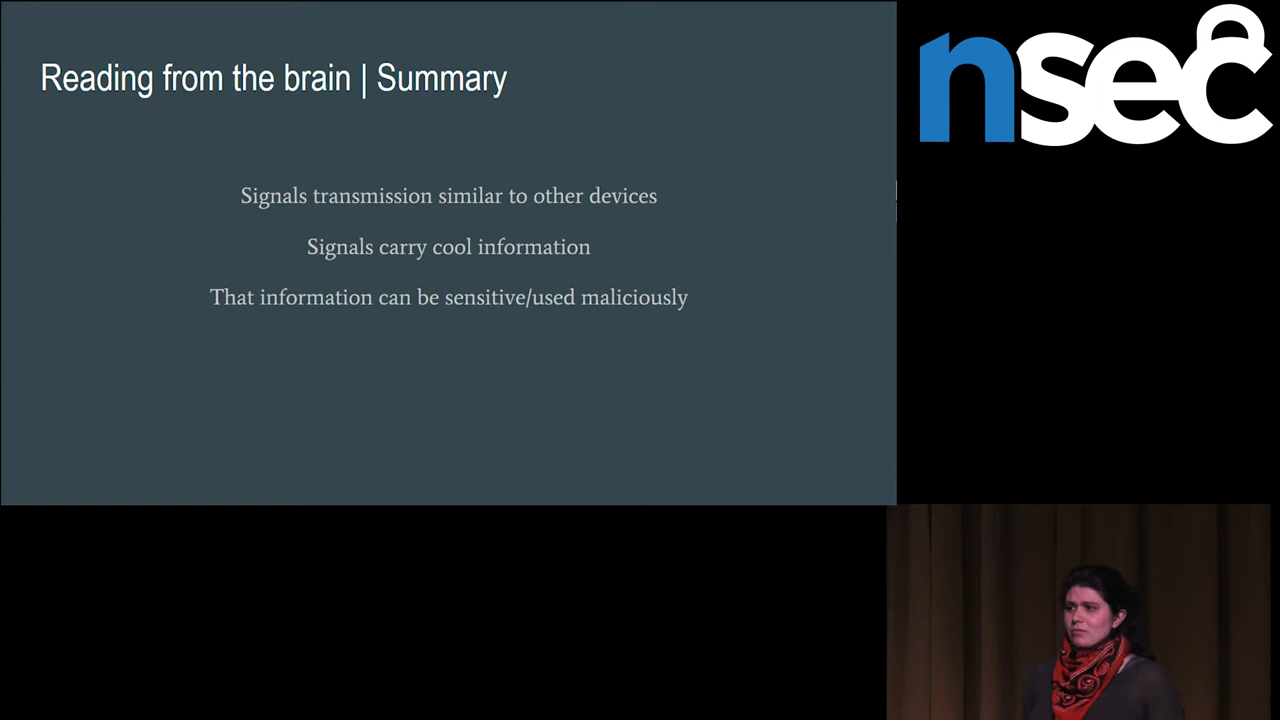 Reading from the brain | Summary
nsec
Signals transmission similar to other devices
Signals carry cool information
That information can be sensitive/used maliciously